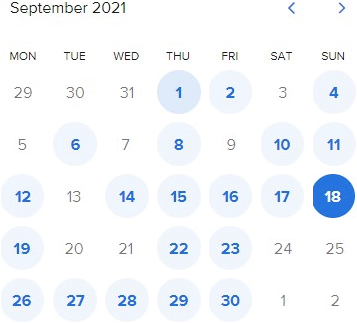 September 2021
MON TUE WED THU FRI SAT SUN
29 30 31 1 2 3 4
5 6 7 8 9 10 11
12 13 14 15 16 17 18
19 20 21 22 23 24 25
26 27 28 29 30 1 2